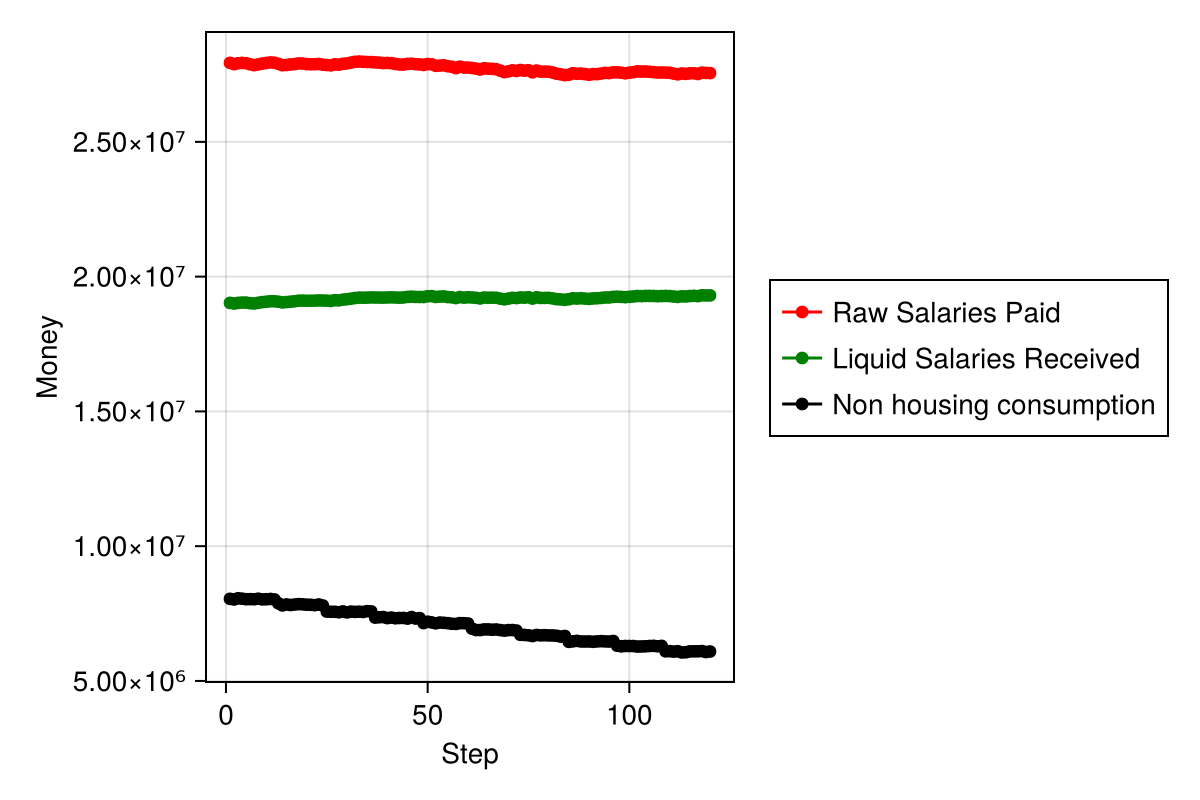 2.50×10⁷
2.00×10⁷
1.50×10⁷
1.00×10⁷
5.00×10⁶
Money
0 50 100
Step
Raw Salaries Paid
Liquid Salaries Received
Non housing consumption